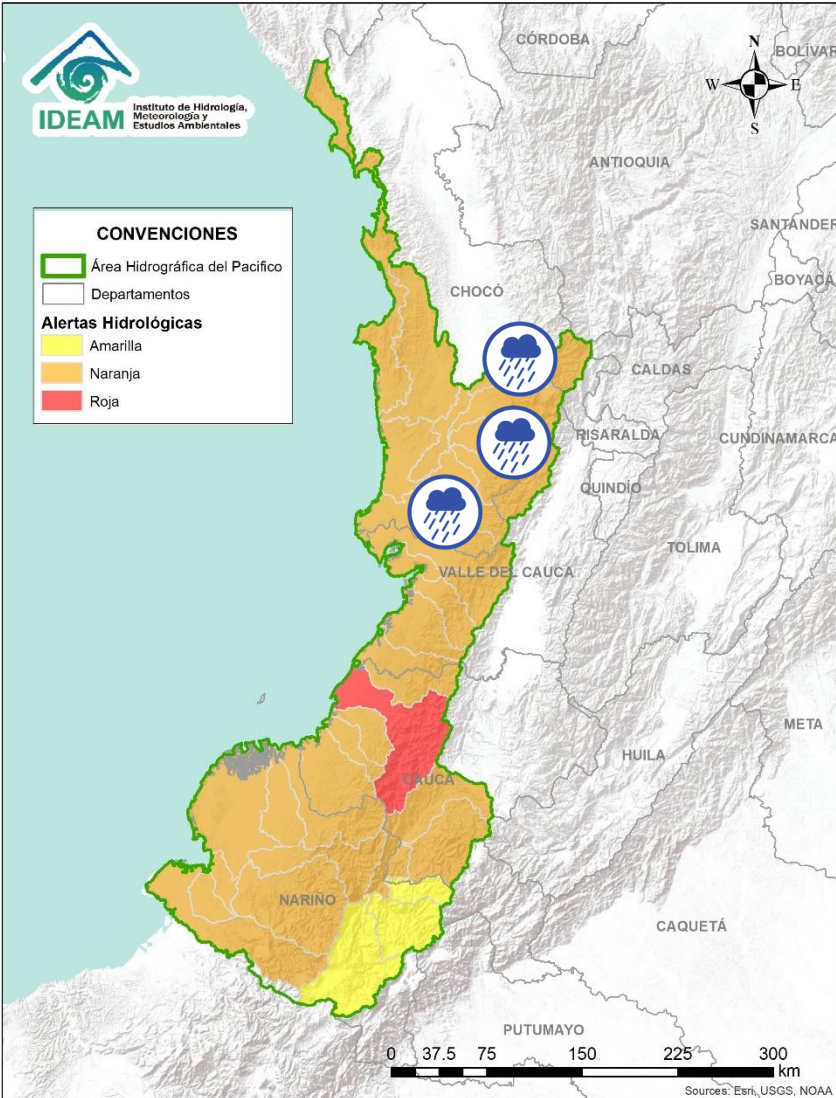 IDEAM
Instituto de Hidrología,
Meteorología y
Estudios Ambientales
CÓRDOBA
BOLÍVAR
N
W
E
S
ANTIOQUIA
SANTANDER
BOYACÁ
CONVENCIONES
Área Hidrográfica del Pacifico
Departamentos
Alertas Hidrológicas
Amarilla
Naranja
Roja
CHOCÓ
CALDAS
RISARALDA
CUNDINAMARCA
QUINDÍO
TOLIMA
VALLE DEL CAUCA
META
HUILA
CAUCA
NARIÑO
CAQUETÁ
PUTUMAYO
0 37.5 75 150 225 300
km
Sources: Esri, USGS, NOAA